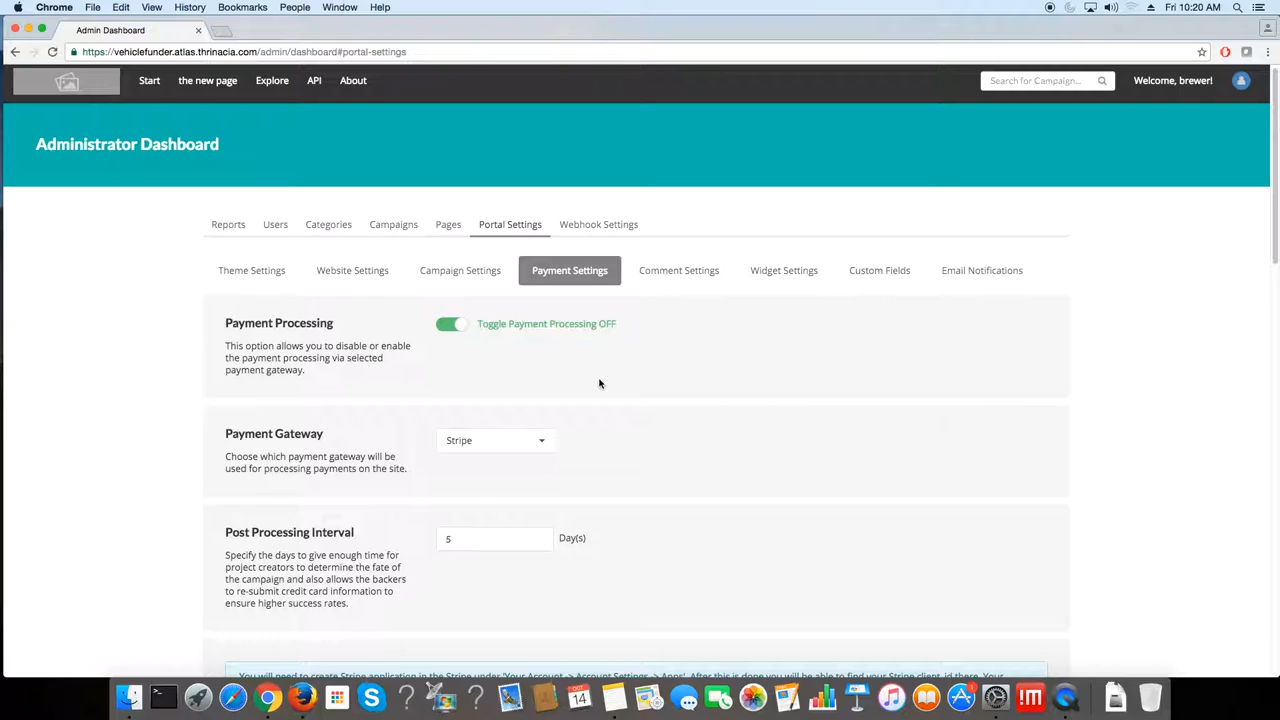 Chrome File Edit View History Bookmarks People Window Help Fri 10:20 AM
Admin Dashboard
https://vehiclefunder.atlas.thrinacia.com/admin/dashboard#portal-settings
Start the new page Explore API About Search for Campaign... Welcome, brewer!
Administrator Dashboard
Reports Users Categories Campaigns Pages Portal Settings Webhook Settings
Theme Settings Website Settings Campaign Settings Payment Settings Comment Settings Widget Settings Custom Fields Email Notifications
Payment Processing Toggle Payment Processing OFF
This option allows you to disable or enable
the payment processing via selected
payment gateway.
Payment Gateway Stripe
Choose which payment gateway will be
used for processing payments on the site.
Post Processing Interval 5 Day(s)
Specify the days to give enough time for
project creators to determine the fate of
the campaign and also allows the backers
to re-submit credit card information to
ensure higher success rates.
You will need to create Stripe application in the Stripe under 'Your Account -> Account Settings -> Apps'. After this is done you will be able to find your Stripe client_id there. Your
OCT
14